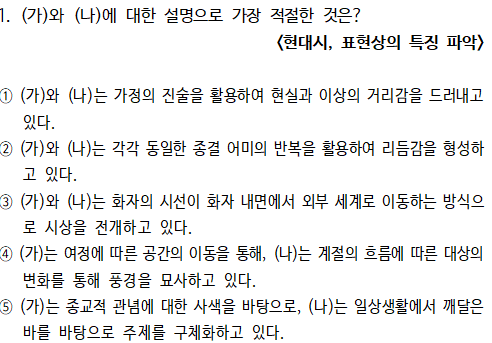 1. (가)와 (나)에 대한 설명으로 가장 적절한 것은?
<현대시, 표현상의 특징 파악>
① (가)와 (나)는 가정의 진술을 활용하여 현실과 이상의 거리감을 드러내고
있다.
② (가)와 (나)는 각각 동일한 종결 어미의 반복을 활용하여 리듬감을 형성하
고 있다.
③ (가)와 (나)는 화자의 시선이 화자 내면에서 외부 세계로 이동하는 방식으
로 시상을 전개하고 있다.
④ (가)는 여정에 따른 공간의 이동을 통해, (나)는 계절의 흐름에 따른 대상의
변화를 통해 풍경을 묘사하고 있다.
⑤ (가)는 종교적 관념에 대한 사색을 바탕으로, (나)는 일상생활에서 깨달은
바를 바탕으로 주제를 구체화하고 있다.